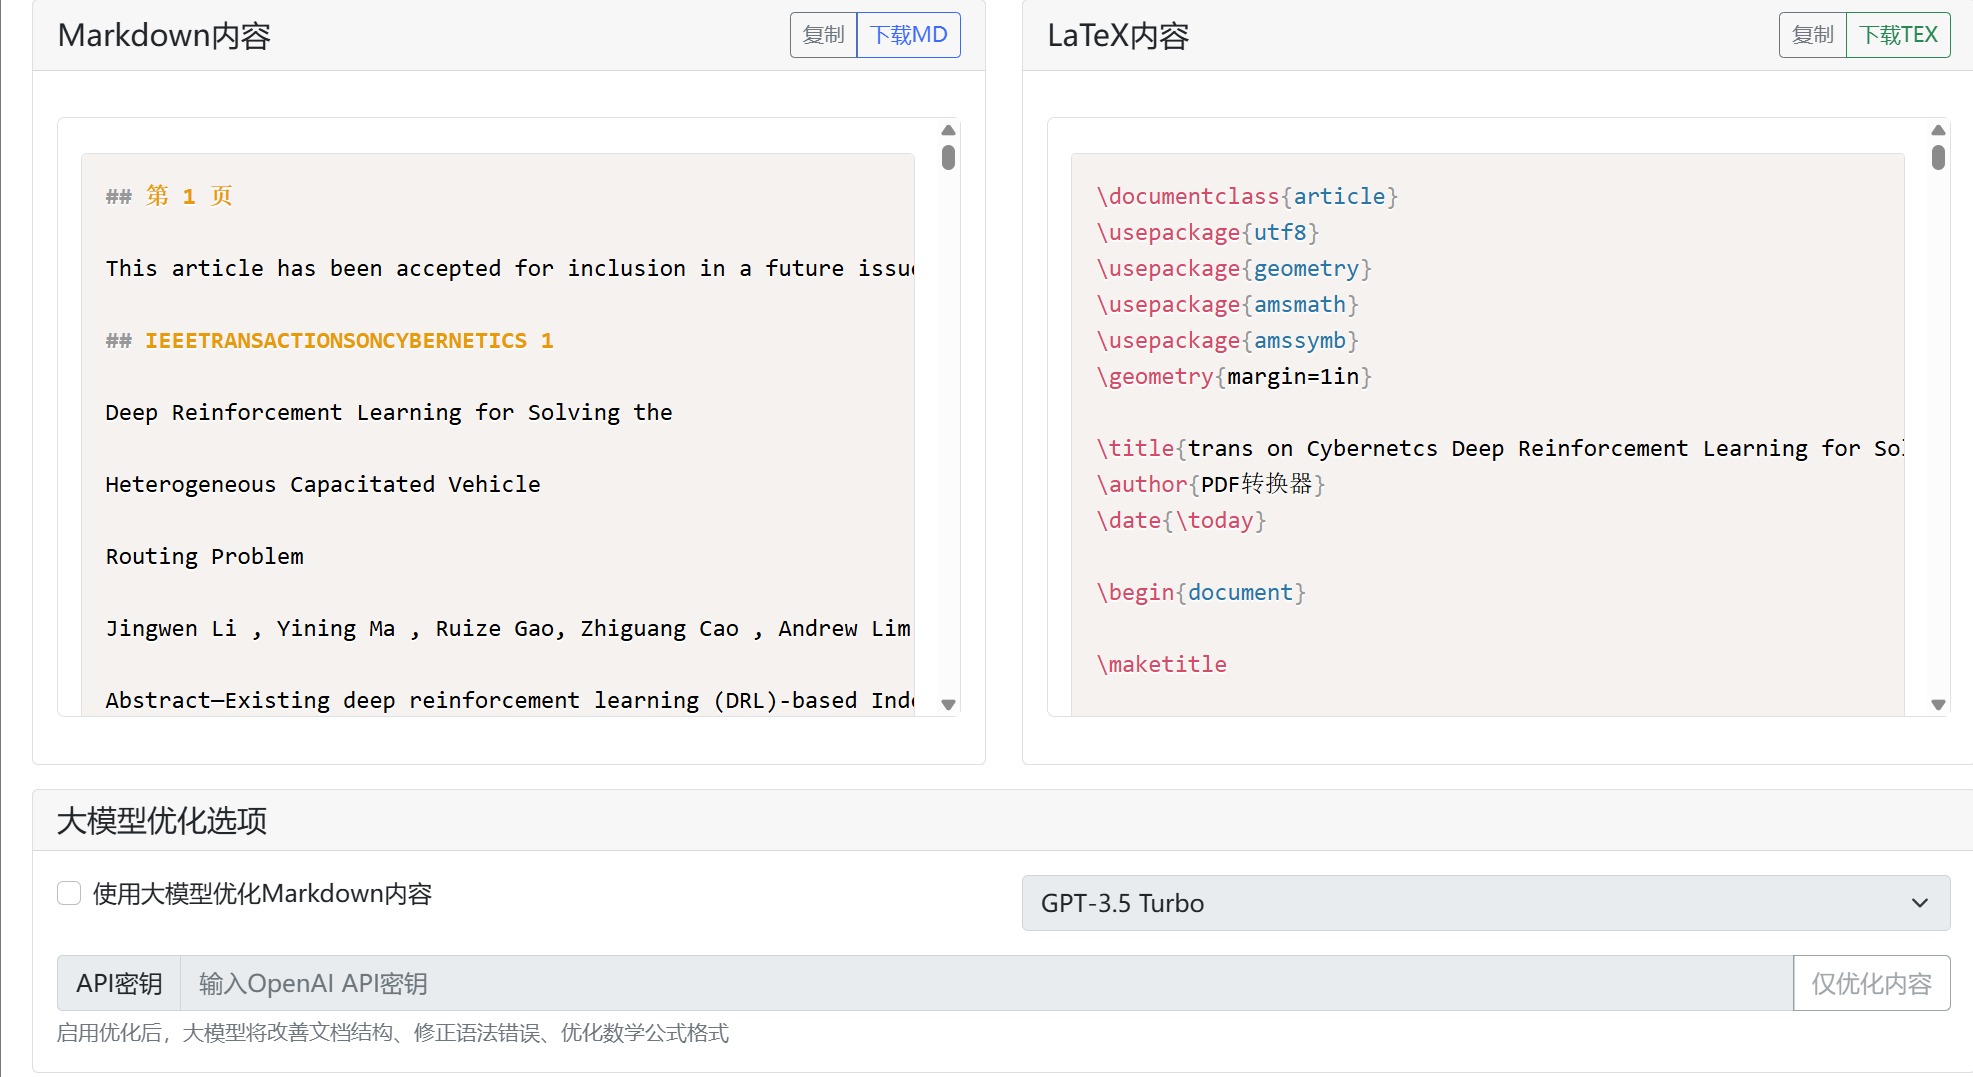 Markdown内容
复制 下载MD
## 第 1 页
This article has been accepted for inclusion in a future issue
## IEEETRANSACTIONSONCYBERNETICS 1
Deep Reinforcement Learning for Solving the
Heterogeneous Capacitated Vehicle
Routing Problem
Jingwen Li , Yining Ma , Ruize Gao, Zhiguang Cao , Andrew Lim
Abstract—Existing deep reinforcement learning (DRL)-based
LaTeX内容
复制 下载TEX
\documentclass{article}
\usepackage{utf8}
\usepackage{geometry}
\usepackage{amsmath}
\usepackage{amssymb}
\geometry{margin=1in}
\title{trans on Cybernetcs Deep Reinforcement Learning for
\author{PDF转换器}
\date{\today}
\begin{document}
\maketitle
大模型优化选项
使用大模型优化Markdown内容
GPT-3.5 Turbo
API密钥 输入OpenAI API密钥 仅优化内容
启用优化后，大模型将改善文档结构、修正语法错误、优化数学公式格式